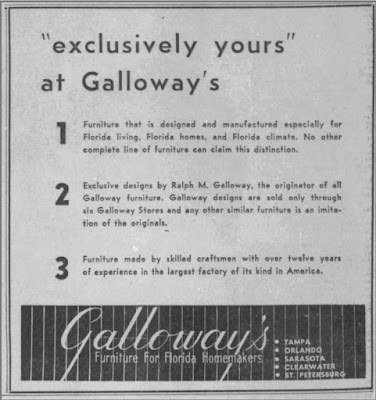 "exclusively yours"
at Galloway's
1 Furniture that is designed and manufactured especially for
Florida living, Florida homes, and Florida climate. No other
complete line of furniture can claim this distinction.
2 Exclusive designs by Ralph M. Galloway, the originator of all
Galloway furniture. Galloway designs are sold only through
six Galloway Stores and any other similar furniture is an imita-
tion of the originals.
3 Furniture made by skilled craftsmen with over twelve years
of experience in the largest factory of its kind in America.
Galloway's
Furniture For Florida Homemakers
• TAMPA
• ORLANDO
• SARASOTA
• CLEARWATER
• ST. PETERSBURG